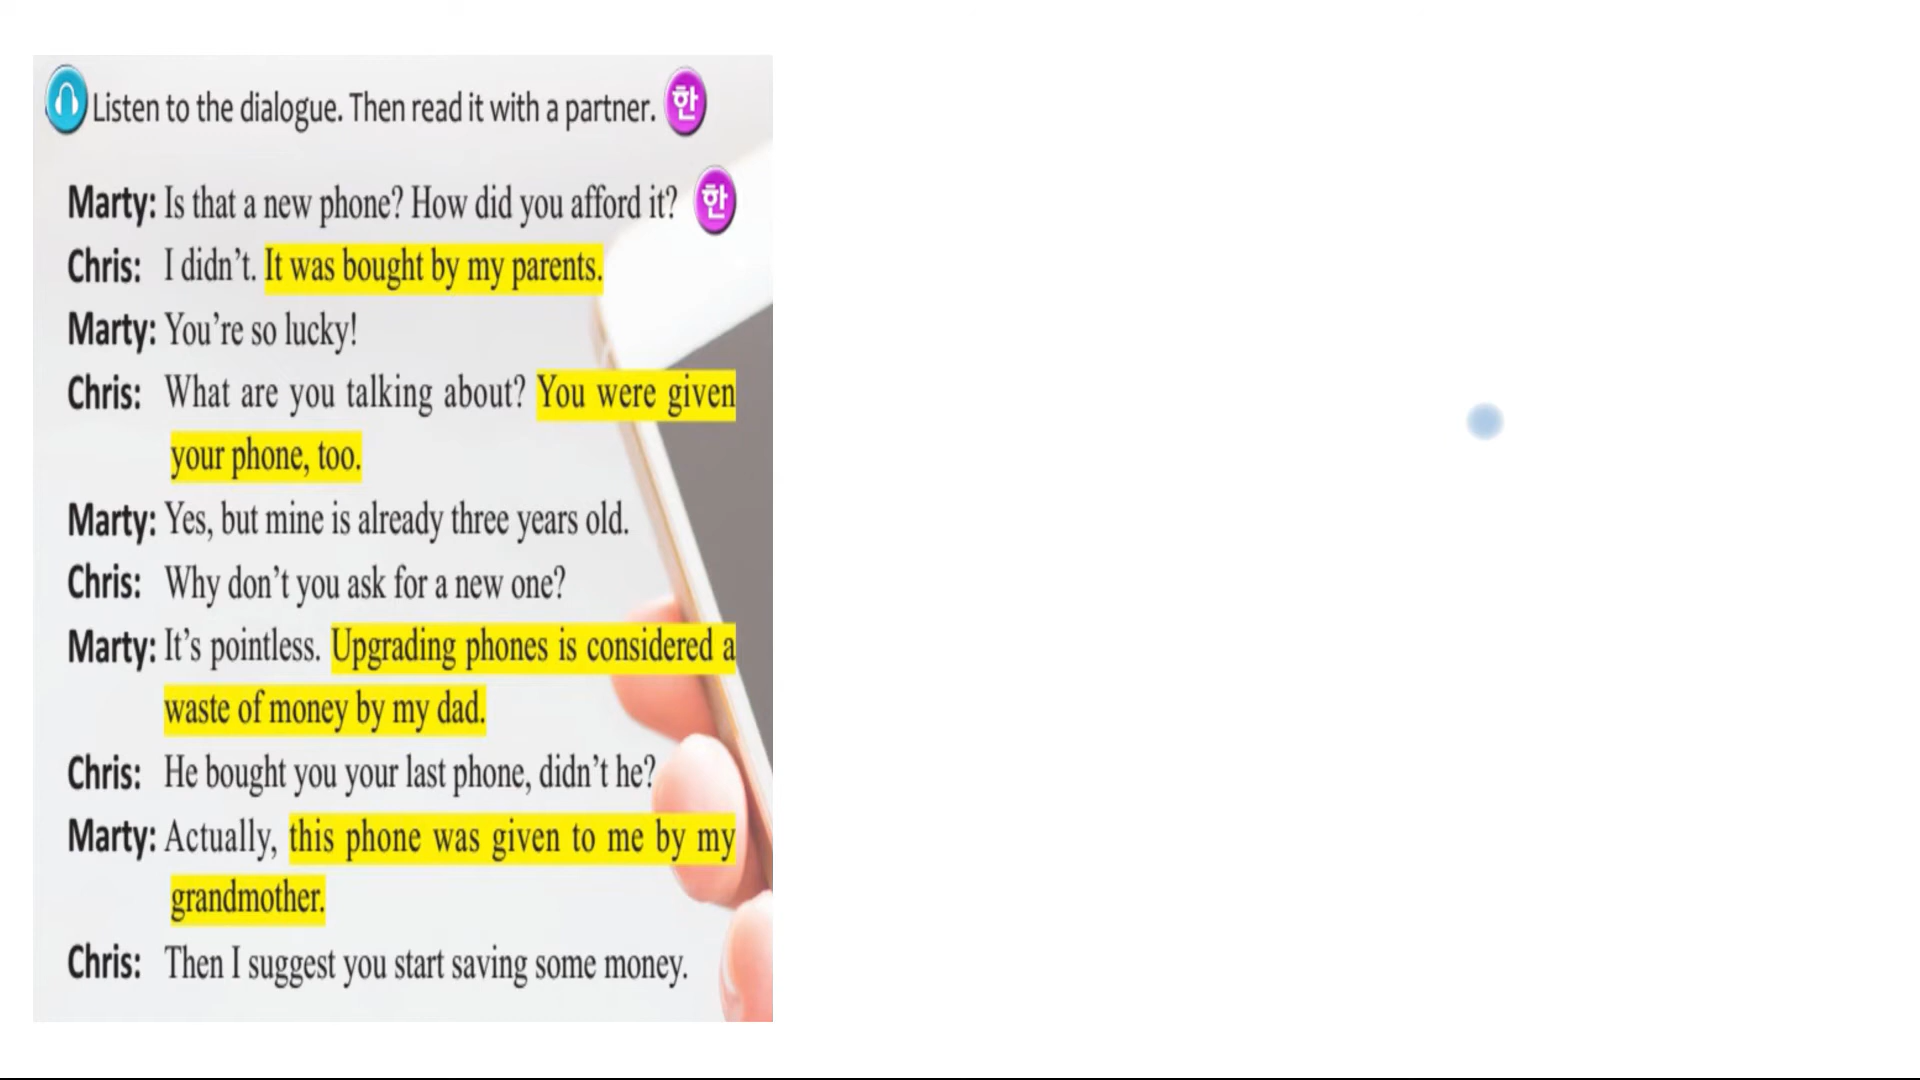 Listen to the dialogue. Then read it with a partner. 한
Marty: Is that a new phone? How did you afford it? 한
Chris: I didn't. It was bought by my parents.
Marty: You're so lucky!
Chris: What are you talking about? You were given
your phone, too.
Marty: Yes, but mine is already three years old.
Chris: Why don't you ask for a new one?
Marty: It's pointless. Upgrading phones is considered a
waste of money by my dad.
Chris: He bought you your last phone, didn't he?
Marty: Actually, this phone was given to me by my
grandmother.
Chris: Then I suggest you start saving some money.